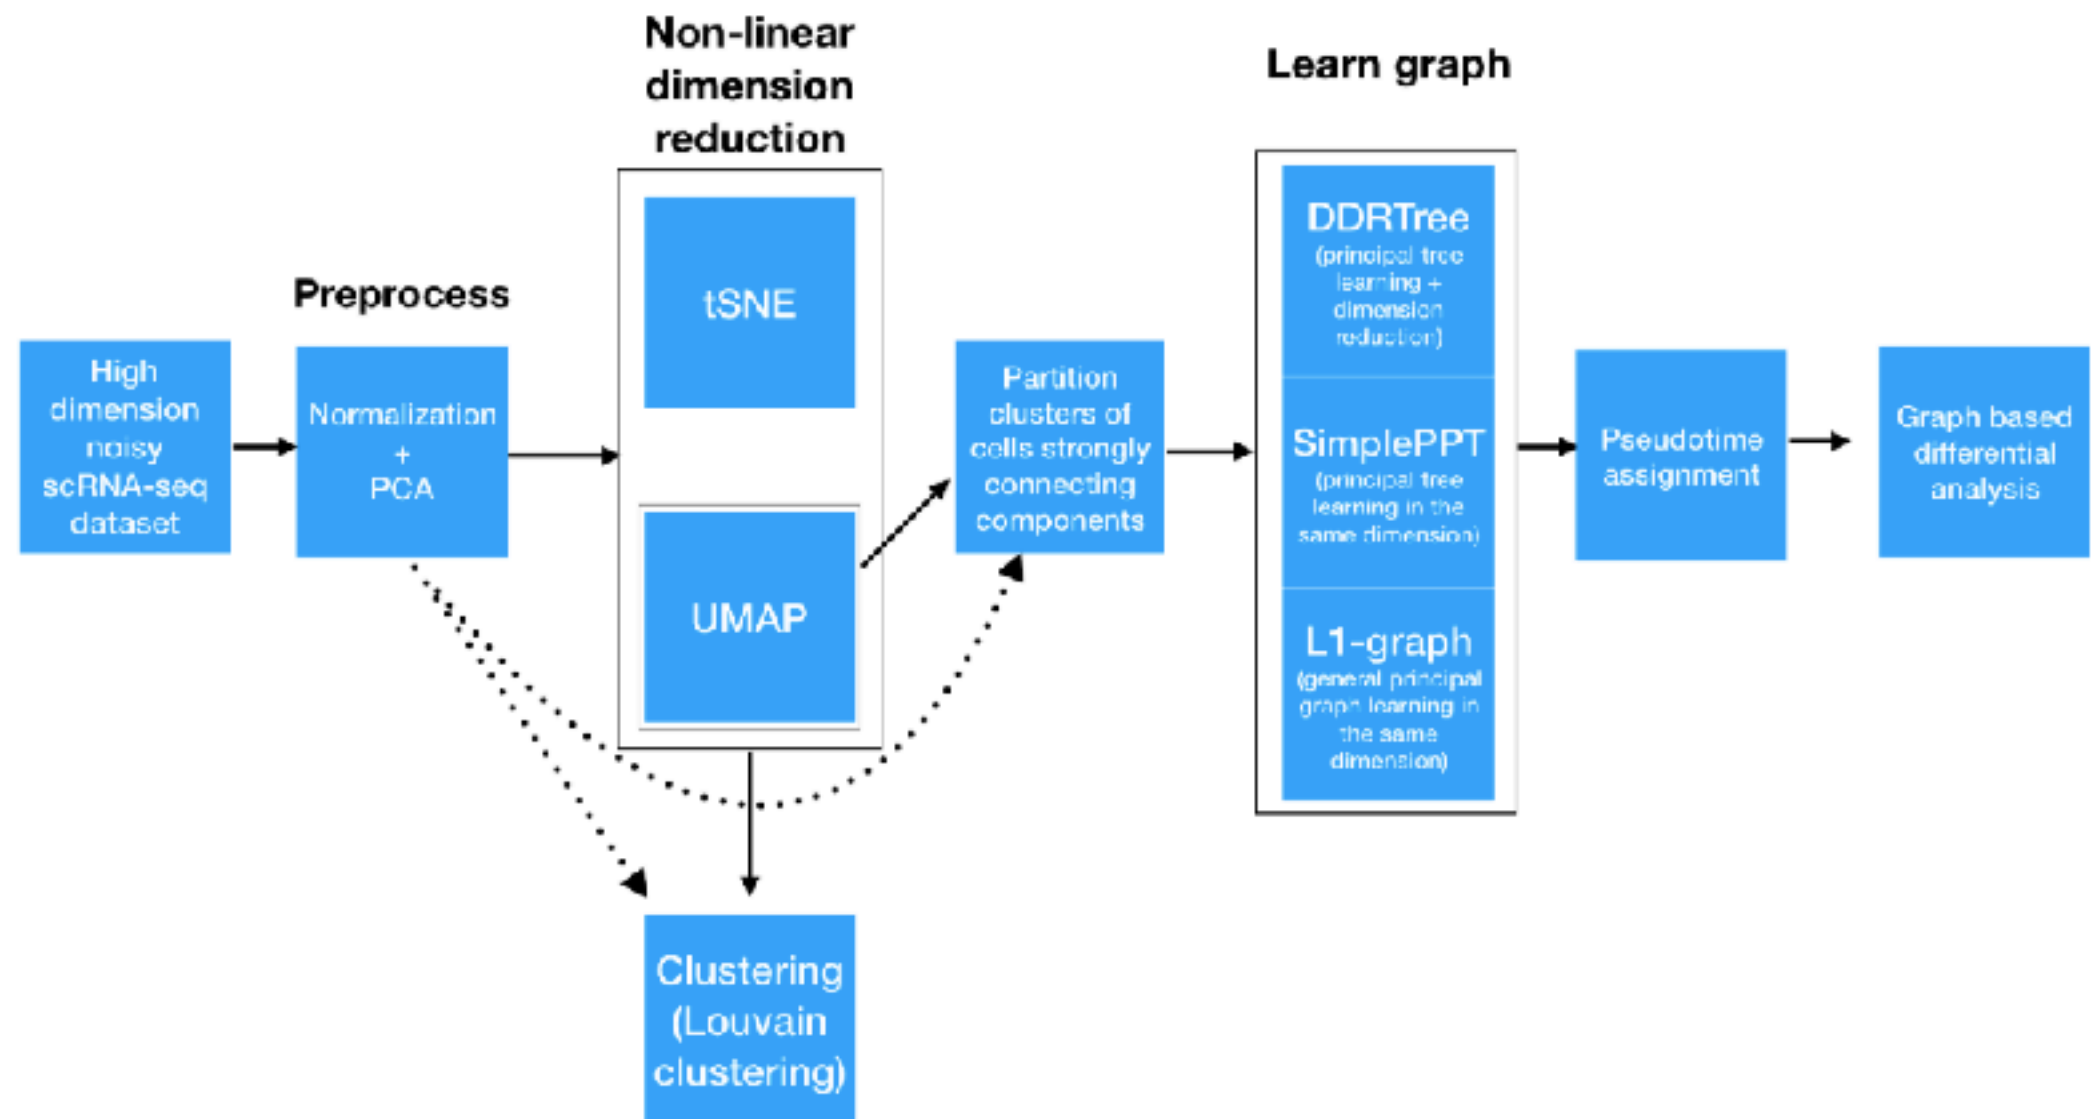 Non-linear
dimension
reduction
Learn graph
Preprocess
High
dimension
noisy
scRNA-seq
dataset
Normalization
+
PCA
tSNE
UMAP
Partition
clusters of
cells strongly
connecting
components
DDRTree
(principal tree
learning +
dimension
reduction)
SimplePPT
(principal tree
learning in the
same dimension)
L1-graph
(general principal
graph learning in
the same
dimension)
Pseudotime
assignment
Graph based
differential
analysis
Clustering
(Louvain
clustering)